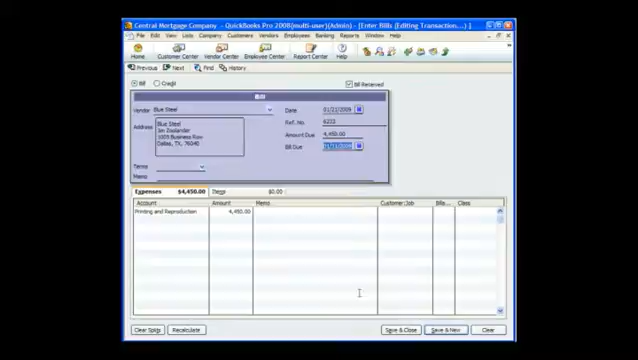 Central Mortgage Company - QuickBooks Pro 2008(multi-user)(Admin) - [Enter Bills (Editing Transaction....) ]
File Edit View Lists Company Customers Vendors Employees Banking Reports Window Help
Home Customer Center Vendor Center Employee Center Report Center Help
Previous Next Find History
Bill Credit Bill Received
Bill
Vendor Blue Steel Date 01/21/2009
Ref. No. 6233
Address Blue Steel
Jim Zoolander
1009 Business Row
Dallas, TX, 76040
Amount Due 4,450.00
Bill Due 01/23/2009
Terms
Memo
Expenses $4,450.00 Items $0.00
Account Amount Memo Customer:Job Billa... Class
Printing and Reproduction 4,450.00
Clear Splits Recalculate Save & Close Save & New Clear